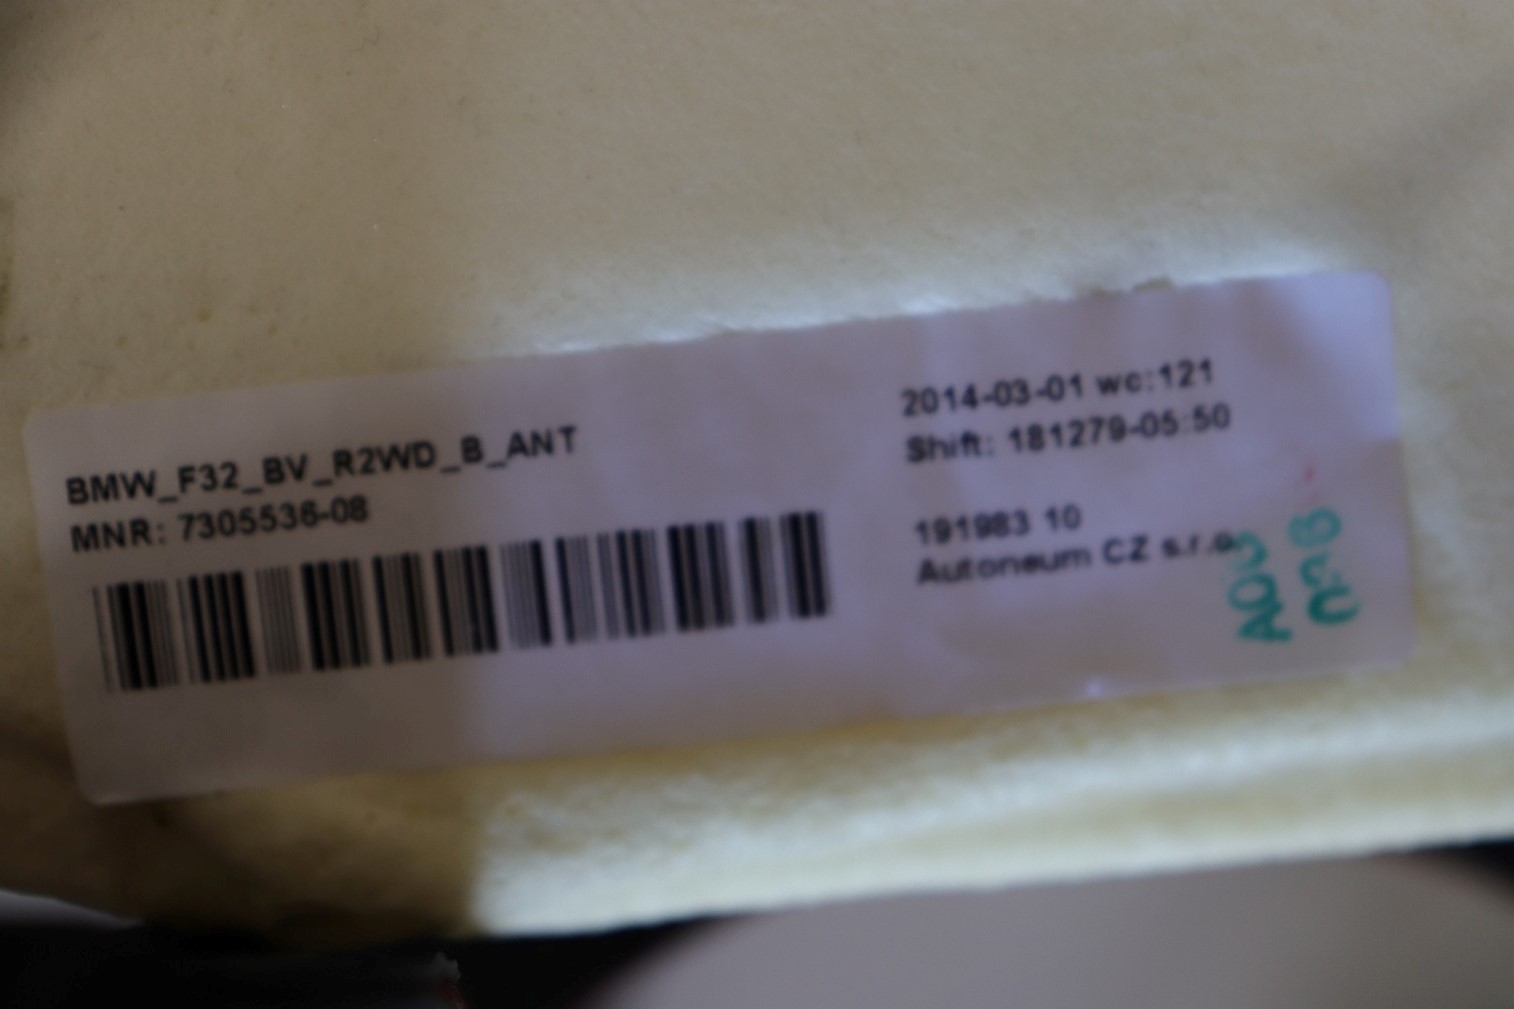 BMW_F32_BV_R2WD_B_ANT
MNR: 7305536-08
2014-03-01 wc:121
Shift: 181279-05:50
191983 10
Autoneum CZ s.r.o.